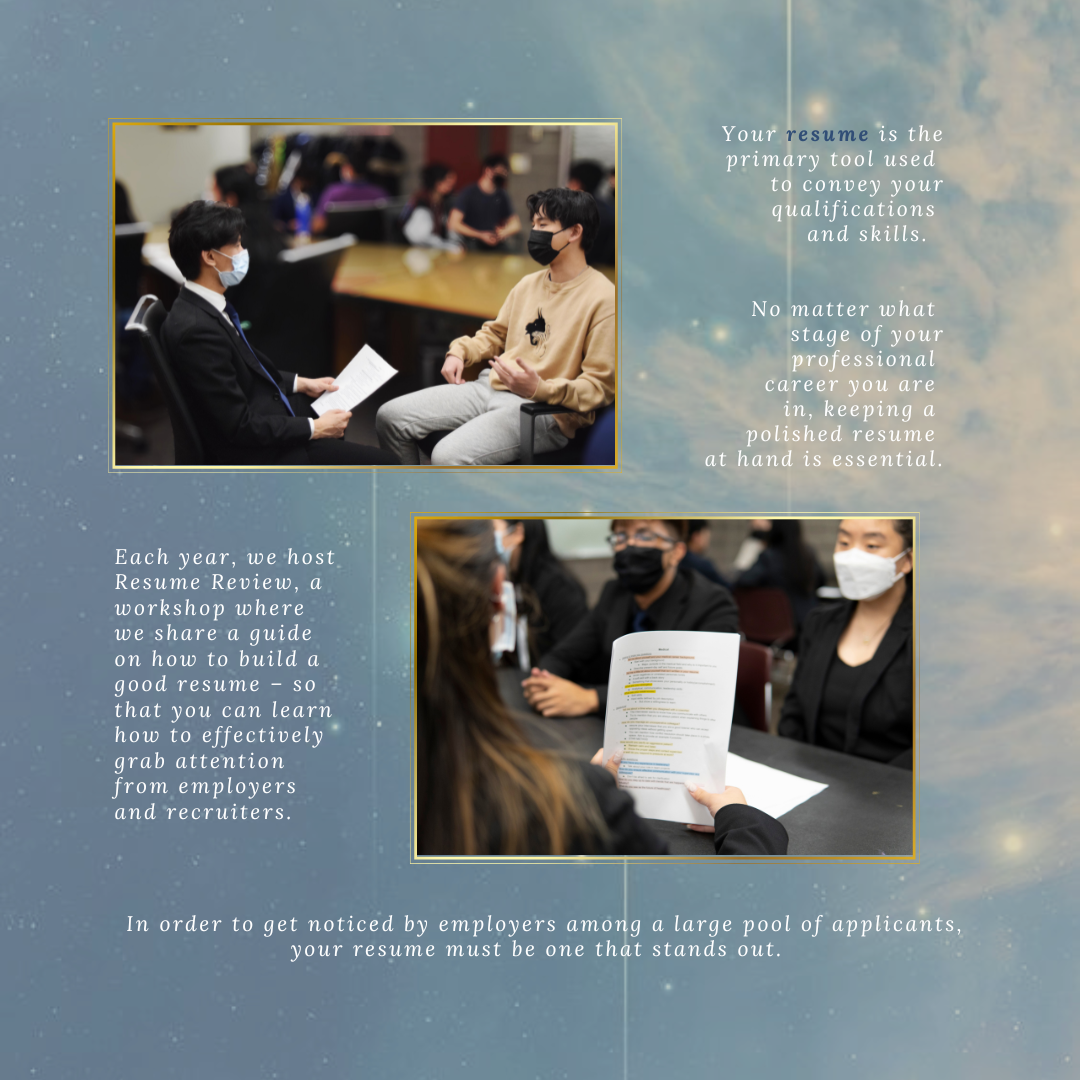 Your resume is the
primary tool used
to convey your
qualifications
and skills.
No matter what
stage of your
professional
career you are
in, keeping a
polished resume
at hand is essential.
Each year, we host
Resume Review, a
workshop where
we share a guide
on how to build a
good resume – so
that you can learn
how to effectively
grab attention
from employers
and recruiters.
In order to get noticed by employers among a large pool of applicants,
your resume must be one that stands out.